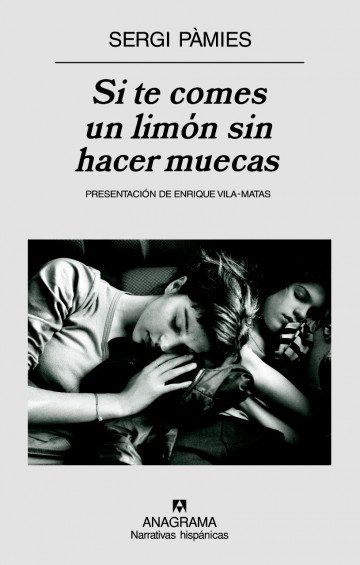 SERGI PÀMIES
Si te comes
un limón sin
hacer muecas
PRESENTACIÓN DE ENRIQUE VILA-MATAS
ANAGRAMA
Narrativas hispánicas